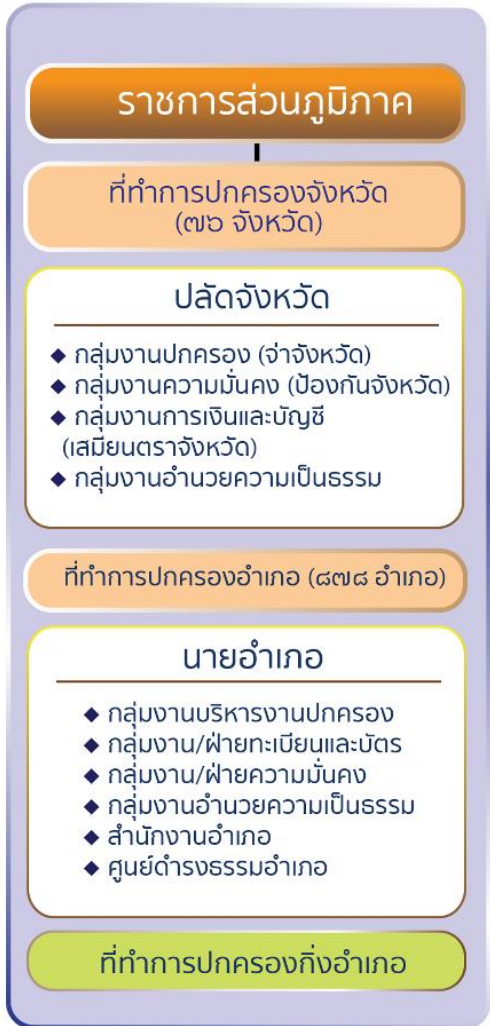 ราชการส่วนภูมิภาค
ที่ทำการปกครองจังหวัด
(๗๖ จังหวัด)
ปลัดจังหวัด
◆ กลุ่มงานปกครอง (จ่าจังหวัด)
◆ กลุ่มงานความมั่นคง (ป้องกันจังหวัด)
◆ กลุ่มงานการเงินและบัญชี
(เสมียนตราจังหวัด)
◆ กลุ่มงานอำนวยความเป็นธรรม
ที่ทำการปกครองอำเภอ (๘๗๘ อำเภอ)
นายอำเภอ
◆ กลุ่มงานบริหารงานปกครอง
◆ กลุ่มงาน/ฝ่ายทะเบียนและบัตร
◆ กลุ่มงาน/ฝ่ายความมั่นคง
◆ กลุ่มงานอำนวยความเป็นธรรม
◆ สำนักงานอำเภอ
◆ ศูนย์ดำรงธรรมอำเภอ
ที่ทำการปกครองกิ่งอำเภอ